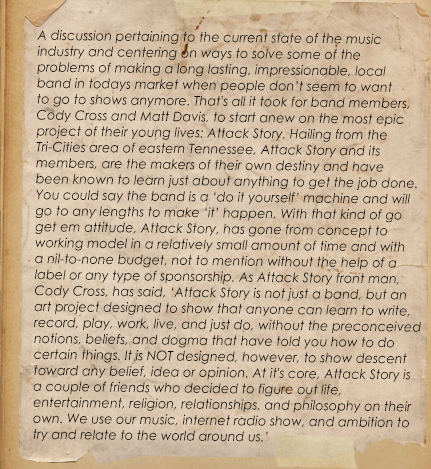 A discussion pertaining to the current state of the music
industry and centering on ways to solve some of the
problems of making a long lasting, impressionable, local
band in todays market when people don't seem to want
to go to shows anymore. That's all it took for band members,
Cody Cross and Matt Davis, to start anew on the most epic
project of their young lives: Attack Story. Hailing from the
Tri-Cities area of eastern Tennessee, Attack Story and its
members, are the makers of their own destiny and have
been known to learn just about anything to get the job done.
You could say the band is a 'do it yourself' machine and will
go to any lengths to make 'it' happen. With that kind of go
get em attitude, Attack Story, has gone from concept to
working model in a relatively small amount of time and with
a nil-to-none budget, not to mention without the help of a
label or any type of sponsorship. As Attack Story front man,
Cody Cross, has said, 'Attack Story is not just a band, but an
art project designed to show that anyone can learn to write,
record, play, work, live, and just do, without the preconceived
notions, beliefs, and dogma that have told you how to do
certain things. It is NOT designed, however, to show descent
toward any belief, idea or opinion. At it's core, Attack Story is
a couple of friends who decided to figure out life,
entertainment, religion, relationships, and philosophy on their
own. We use our music, internet radio show, and ambition to
try and relate to the world around us.'